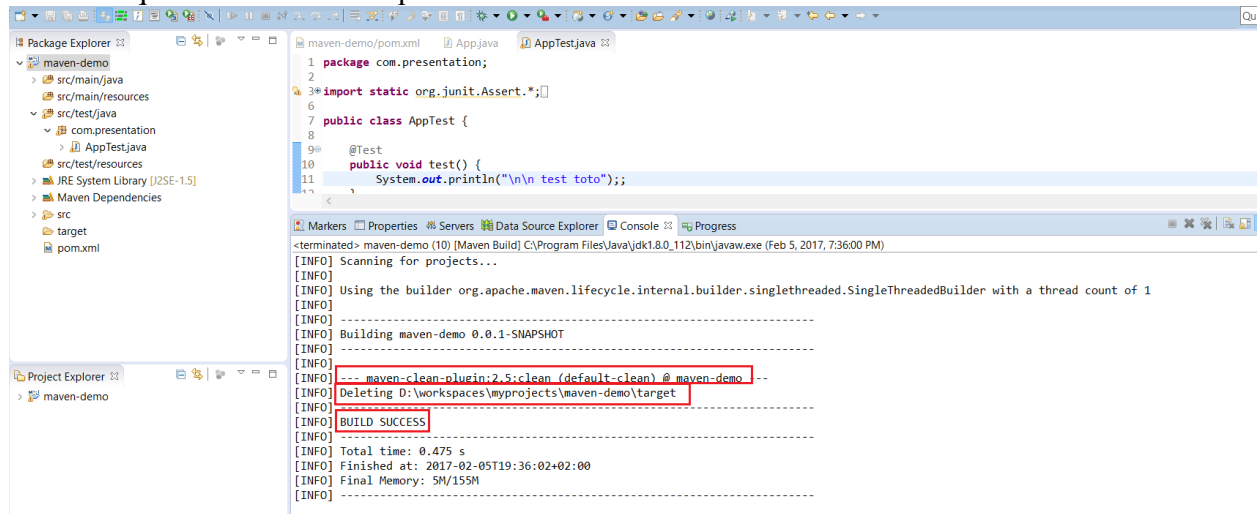 Qu
Package Explorer
maven-demo
src/main/java
src/main/resources
src/test/java
com.presentation
AppTest.java
src/test/resources
JRE System Library [J2SE-1.5]
Maven Dependencies
src
target
pom.xml
Project Explorer
maven-demo
maven-demo/pom.xml App.java AppTest.java
1 package com.presentation;
2
3 import static org.junit.Assert.*;
6
7 public class AppTest {
8
9 @Test
10 public void test() {
11 System.out.println("\n\n test toto");;
12 }
Markers Properties Servers Data Source Explorer Console Progress
<terminated> maven-demo (10) [Maven Build] C:\Program Files\Java\jdk1.8.0_112\bin\javaw.exe (Feb 5, 2017, 7:36:00 PM)
[INFO] Scanning for projects...
[INFO]
[INFO] Using the builder org.apache.maven.lifecycle.internal.builder.singlethreaded.SingleThreadedBuilder with a thread count of 1
[INFO]
[INFO] ------------------------------------------------------------------------
[INFO] Building maven-demo 0.0.1-SNAPSHOT
[INFO] ------------------------------------------------------------------------
[INFO]
[INFO] --- maven-clean-plugin:2.5:clean (default-clean) @ maven-demo ---
[INFO] Deleting D:\workspaces\myprojects\maven-demo\target
[INFO] ------------------------------------------------------------------------
[INFO] BUILD SUCCESS
[INFO] ------------------------------------------------------------------------
[INFO] Total time: 0.475 s
[INFO] Finished at: 2017-02-05T19:36:02+02:00
[INFO] Final Memory: 5M/155M
[INFO] ------------------------------------------------------------------------